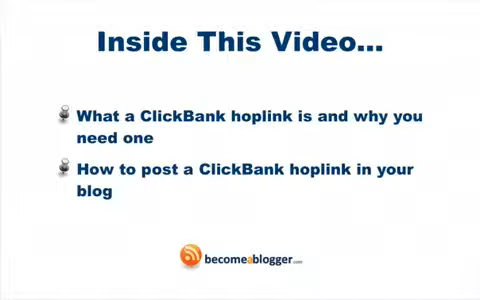 Inside This Video...
What a ClickBank hoplink is and why you
need one
How to post a ClickBank hoplink in your
blog
becomeablogger.com